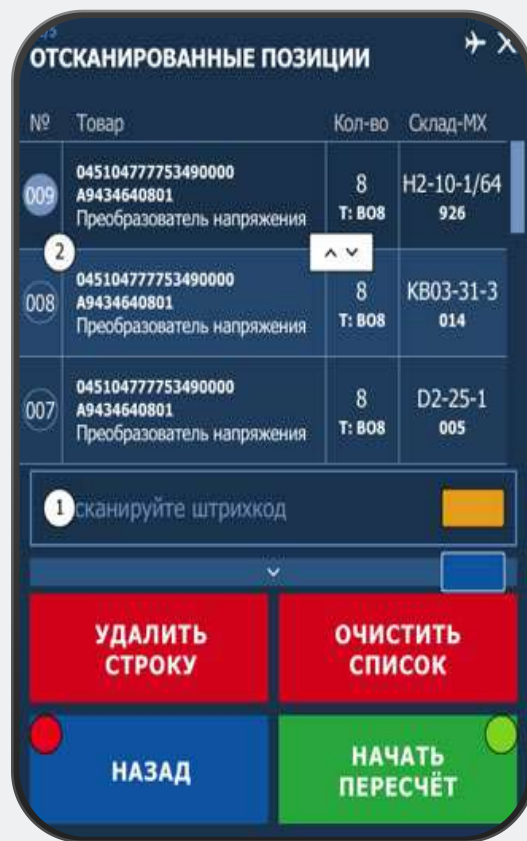 ОТСКАНИРОВАННЫЕ ПОЗИЦИИ
№ Товар Кол-во Склад-МХ
009
045104777753490000
A9434640801
Преобразователь напряжения
8
T: BO8
H2-10-1/64
926
2
008
045104777753490000
A9434640801
Преобразователь напряжения
8
T: BO8
KB03-31-3
014
007
045104777753490000
A9434640801
Преобразователь напряжения
8
T: BO8
D2-25-1
005
1
сканируйте штрихкод
УДАЛИТЬ
СТРОКУ
ОЧИСТИТЬ
СПИСОК
НАЗАД
НАЧАТЬ
ПЕРЕСЧЁТ